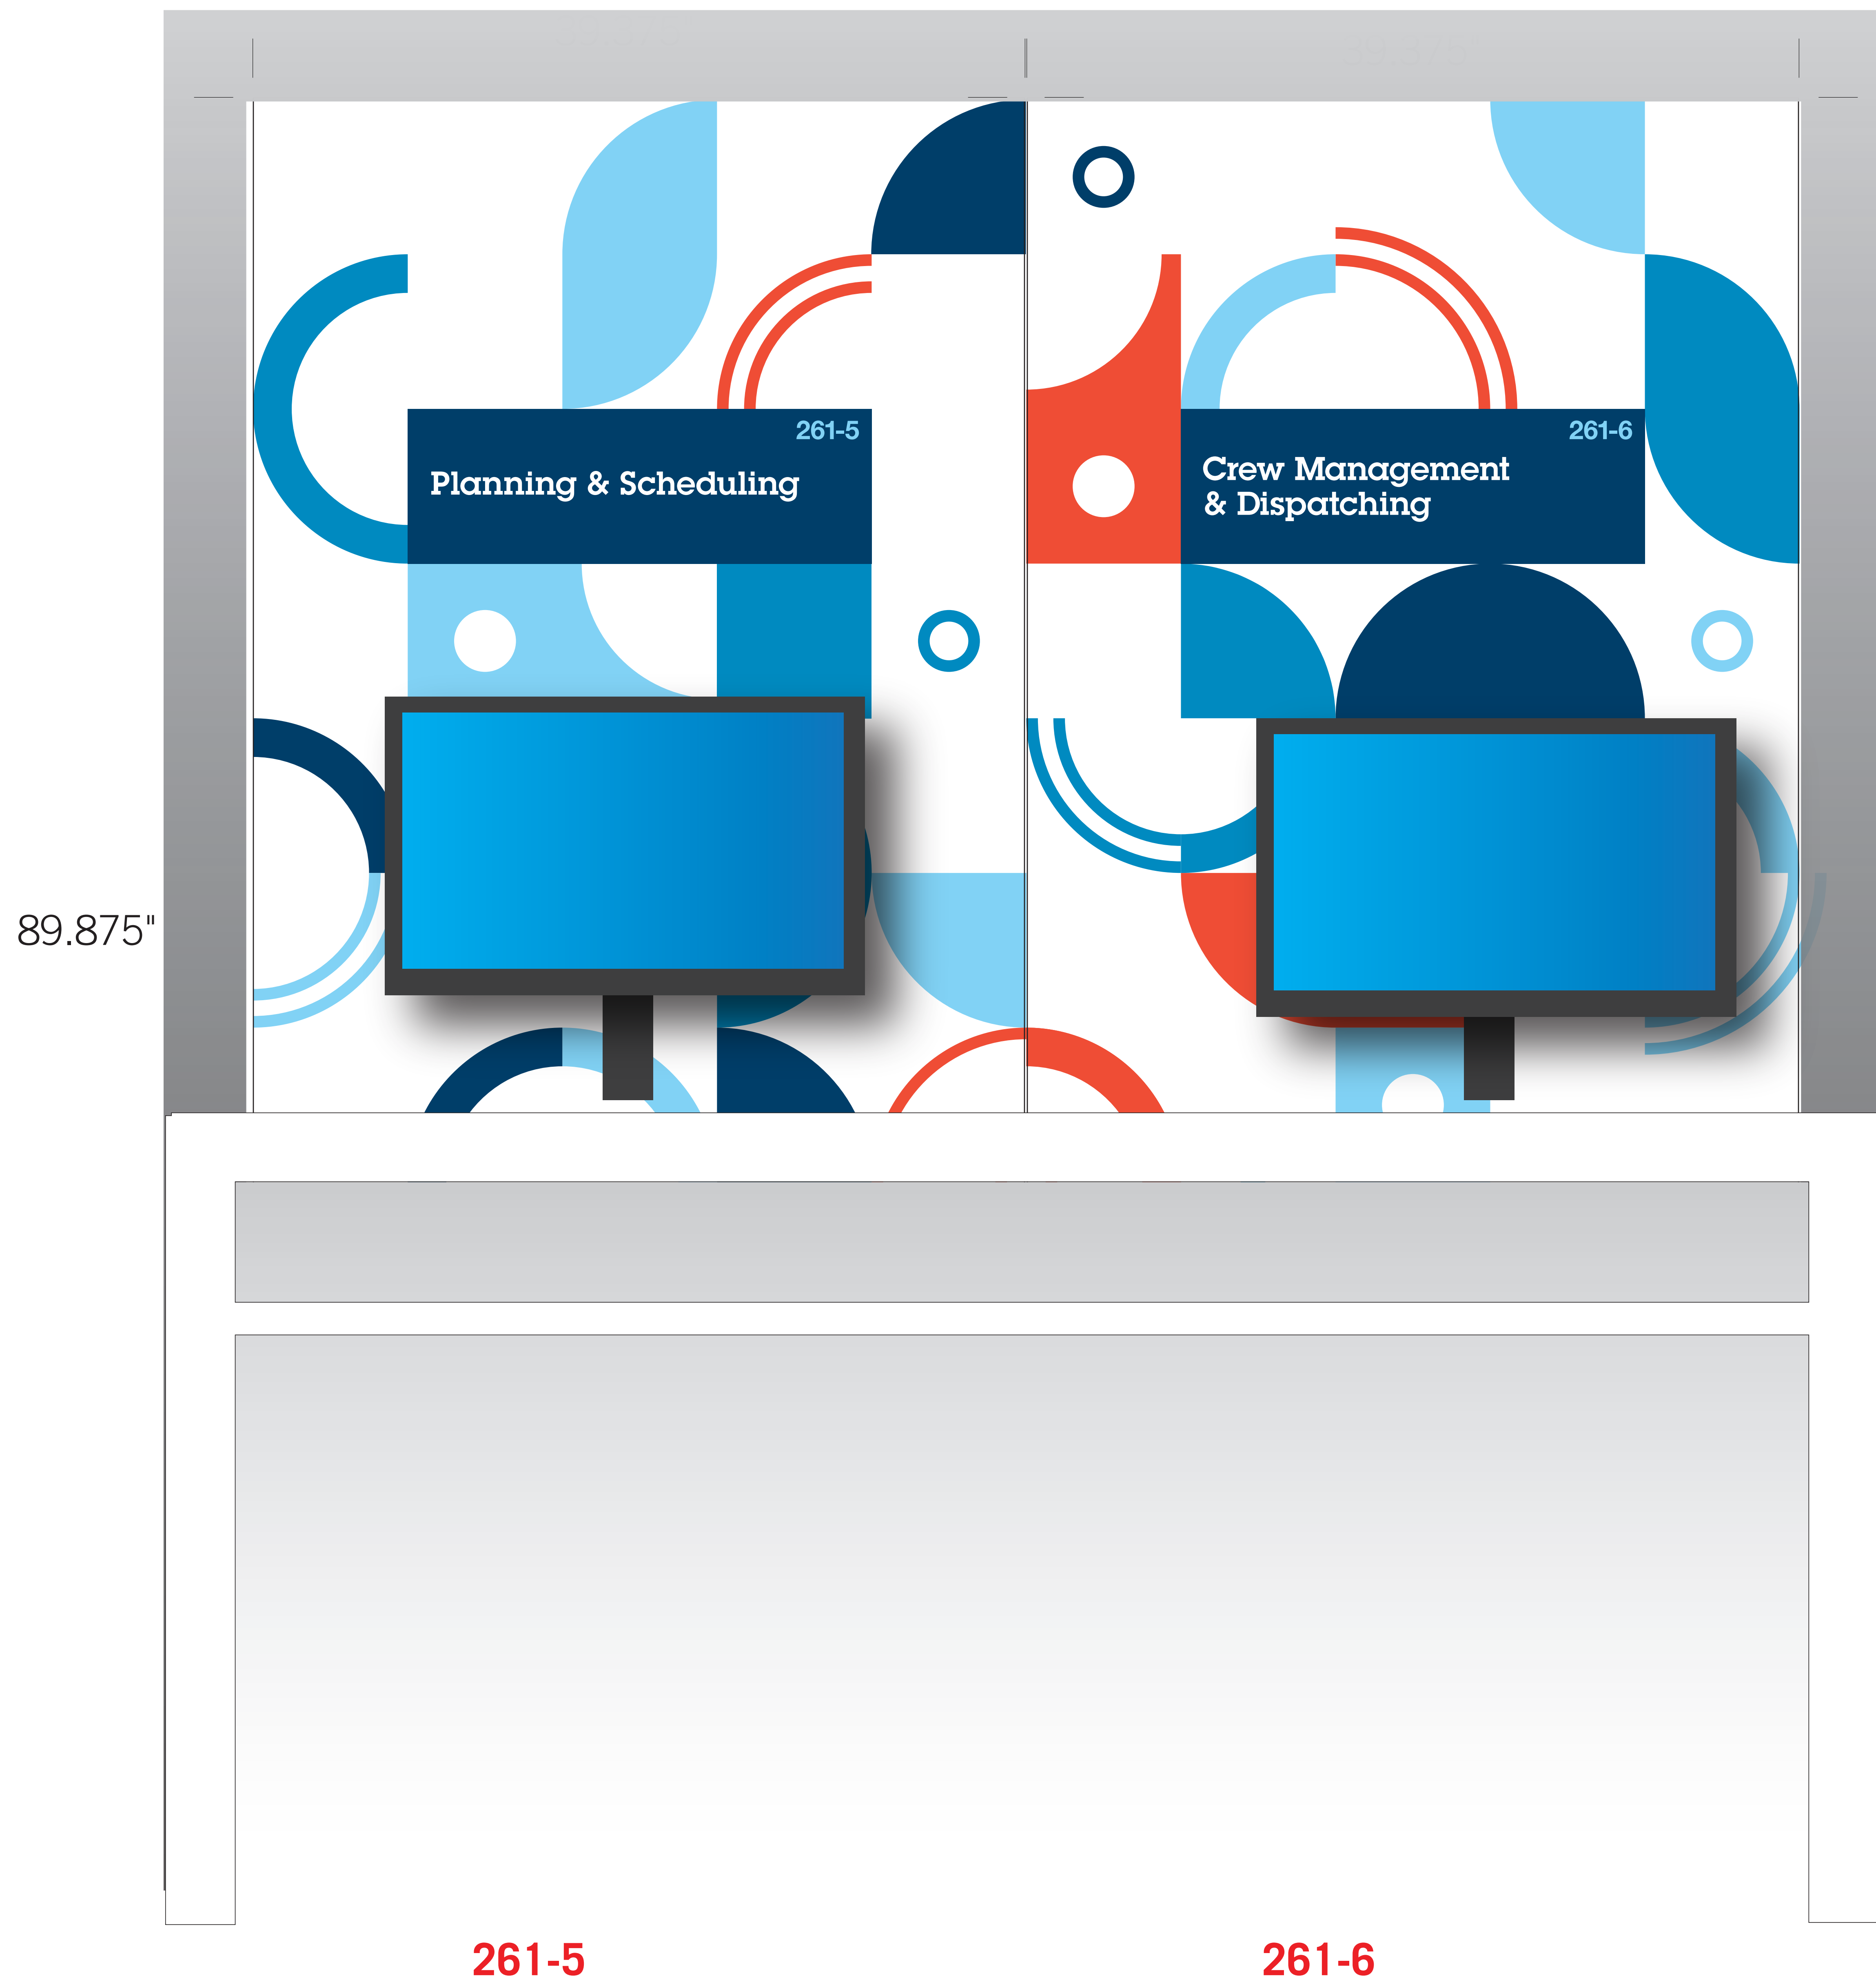 261-5
Planning & Scheduling
261-6
Crew Management
& Dispatching
89.875"
261-5
261-6